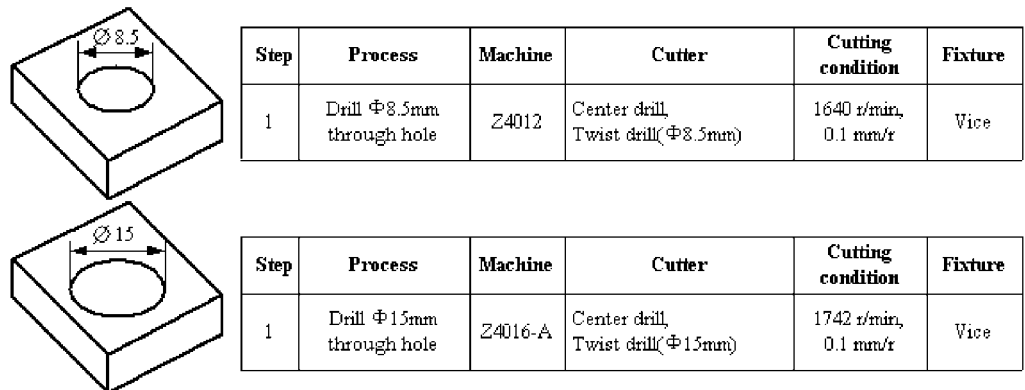 Ø 8.5
Step Process Machine Cutter Cutting condition Fixture
1 Drill Φ8.5mm through hole Z4012 Center drill, Twist drill(Φ8.5mm) 1640 r/min, 0.1 mm/r Vice
Ø 15
Step Process Machine Cutter Cutting condition Fixture
1 Drill Φ15mm through hole Z4016-A Center drill, Twist drill(Φ15mm) 1742 r/min, 0.1 mm/r Vice